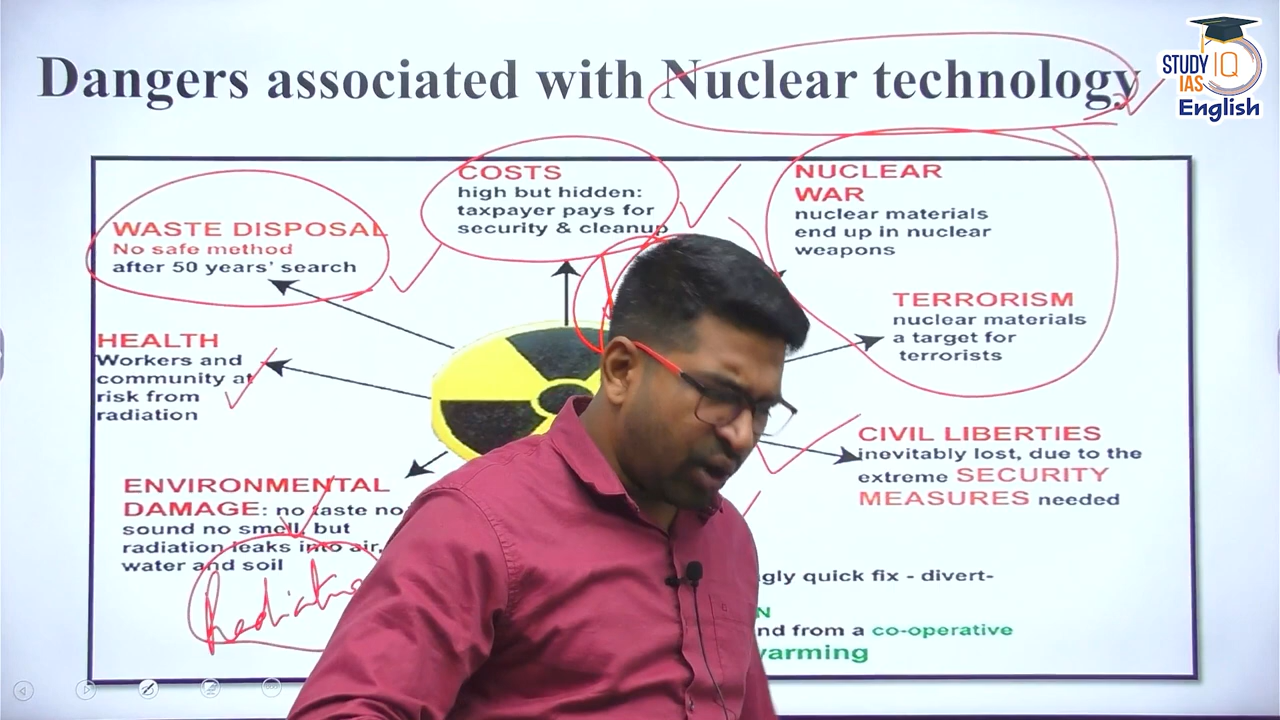 Dangers associated with Nuclear technology
STUDY IQ
IAS
English
COSTS
high but hidden:
taxpayer pays for
security & cleanup
NUCLEAR
WAR
nuclear materials
end up in nuclear
weapons
WASTE DISPOSAL
No safe method
after 50 years' search
TERRORISM
nuclear materials
a target for
terrorists
HEALTH
Workers and
community at
risk from
radiation
CIVIL LIBERTIES
inevitably lost, due to the
extreme SECURITY
MEASURES needed
ENVIRONMENTAL
DAMAGE: no taste no
sound no smell, but
radiation leaks into air,
water and soil
quick fix - divert-
from a co-operative